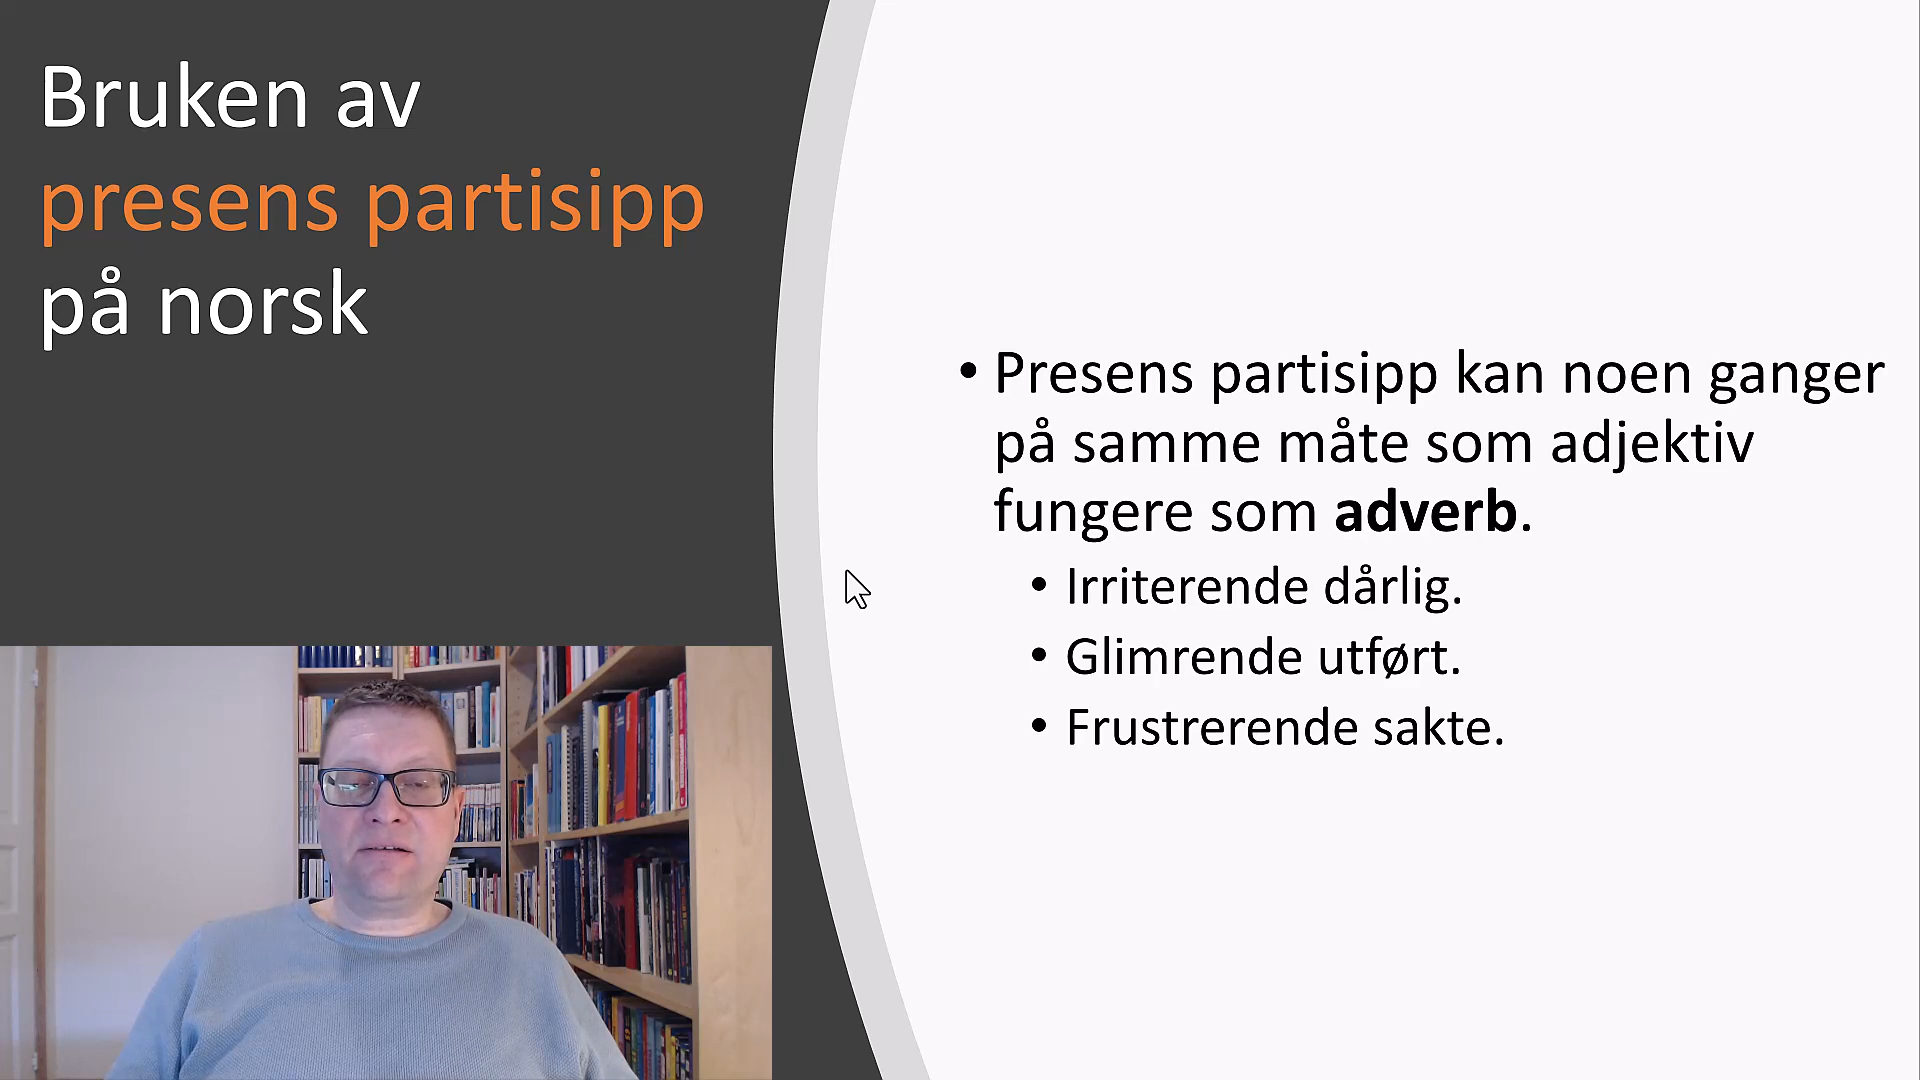 Bruken av
presens partisipp
på norsk
• Presens partisipp kan noen ganger
på samme måte som adjektiv
fungere som adverb.
• Irriterende dårlig.
• Glimrende utført.
• Frustrerende sakte.